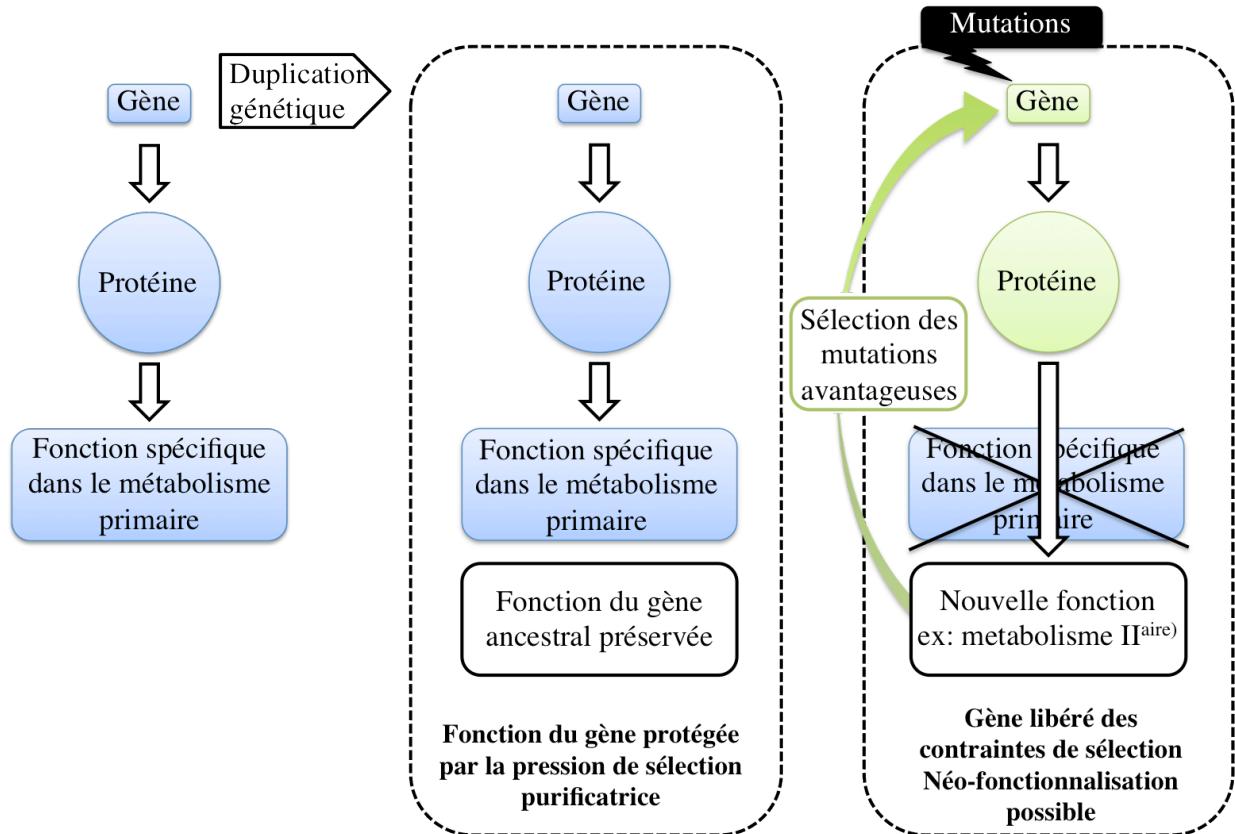 Gène
Protéine
Fonction spécifique
dans le métabolisme
primaire
Duplication
génétique
Gène
Protéine
Fonction spécifique
dans le métabolisme
primaire
Fonction du gène
ancestral préservée
Fonction du gène protégée
par la pression de sélection
purificatrice
Mutations
Gène
Protéine
Sélection des
mutations
avantageuses
Fonction spécifique
dans le métabolisme
primaire
Nouvelle fonction
ex: metabolisme IIaire)
Gène libéré des
contraintes de sélection
Néo-fonctionnalisation
possible